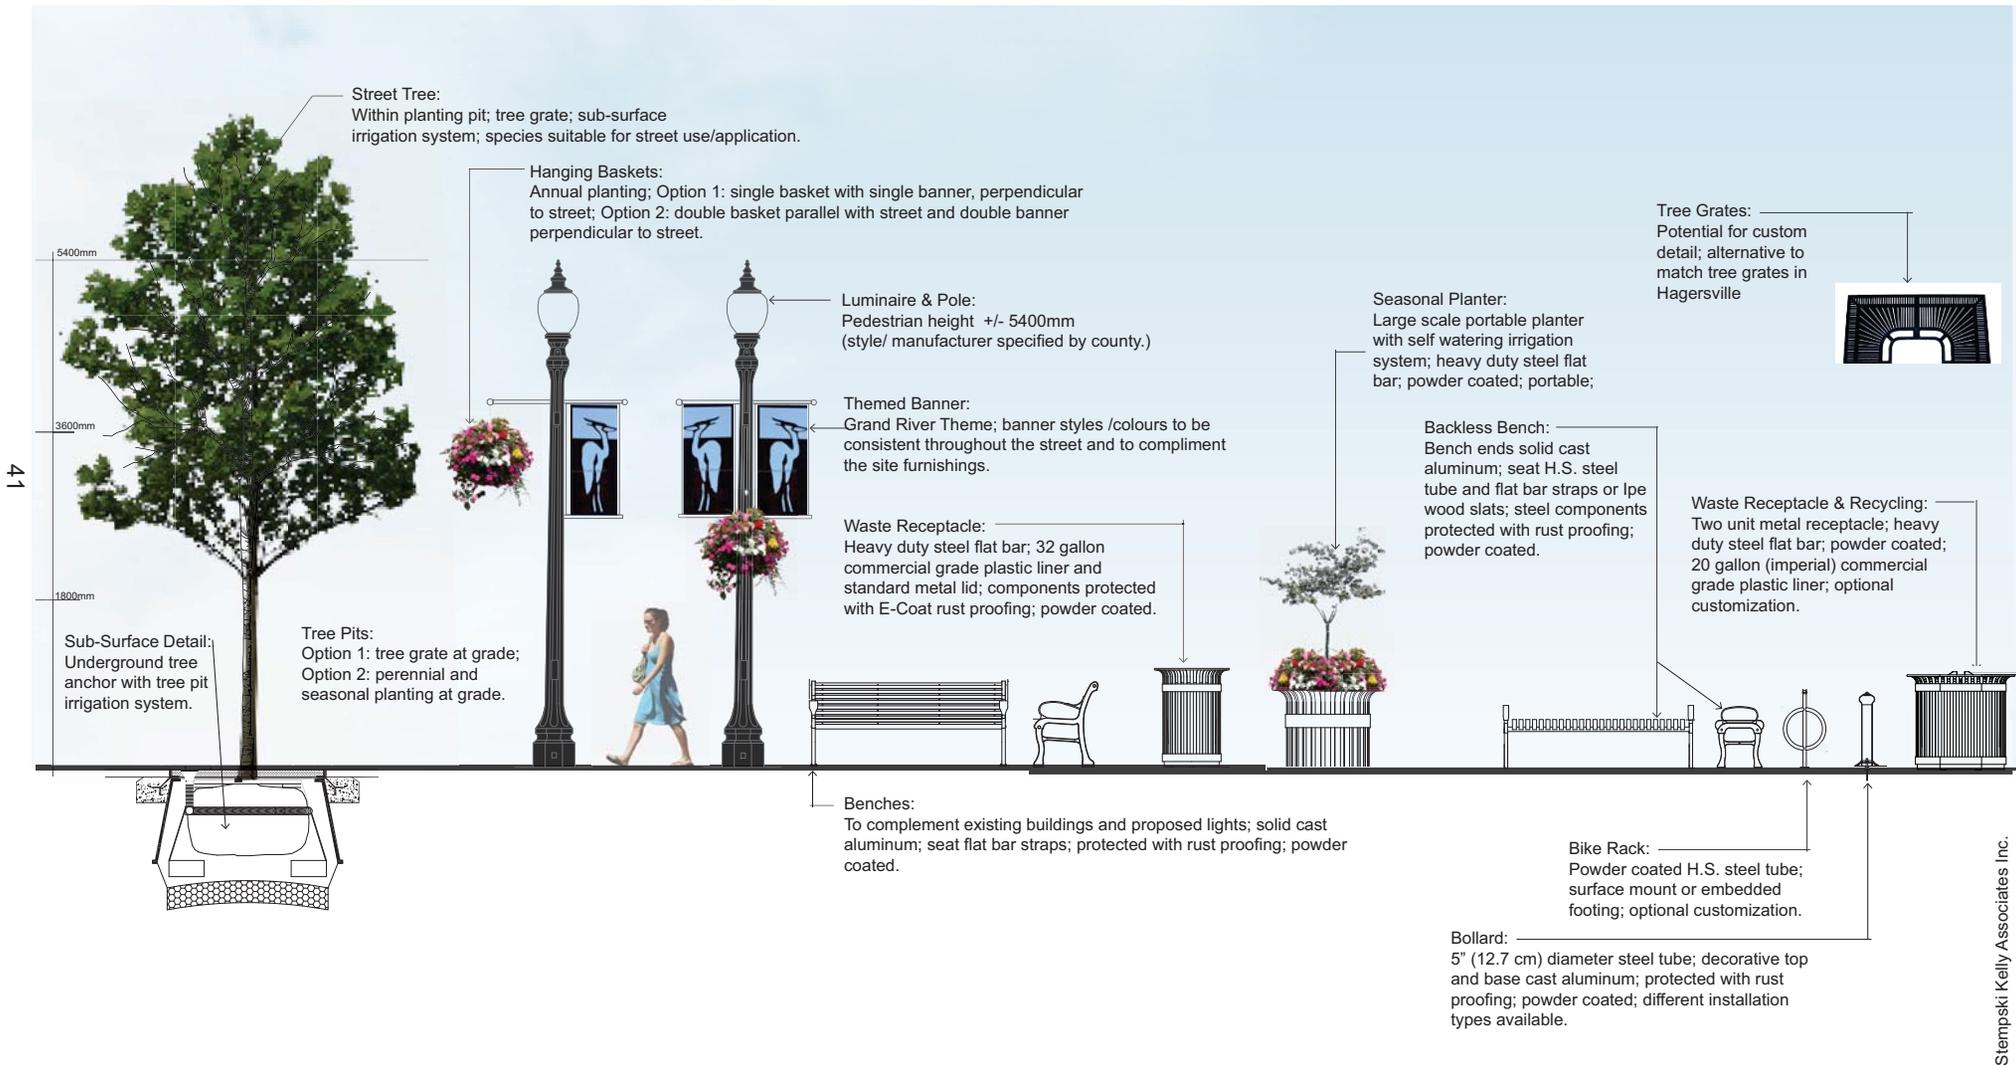 Street Tree:
Within planting pit; tree grate; sub-surface
irrigation system; species suitable for street use/application.
Hanging Baskets:
Annual planting; Option 1: single basket with single banner, perpendicular
to street; Option 2: double basket parallel with street and double banner
perpendicular to street.
Tree Grates:
Potential for custom
detail; alternative to
match tree grates in
Hagersville
5400mm
Luminaire & Pole:
Pedestrian height +/- 5400mm
(style/ manufacturer specified by county.)
Seasonal Planter:
Large scale portable planter
with self watering irrigation
system; heavy duty steel flat
bar; powder coated; portable;
Themed Banner:
Grand River Theme; banner styles /colours to be
consistent throughout the street and to compliment
the site furnishings.
3600mm
Backless Bench:
Bench ends solid cast
aluminum; seat H.S. steel
tube and flat bar straps or Ipe
wood slats; steel components
protected with rust proofing;
powder coated.
41
Waste Receptacle & Recycling:
Two unit metal receptacle; heavy
duty steel flat bar; powder coated;
20 gallon (imperial) commercial
grade plastic liner; optional
customization.
Waste Receptacle:
Heavy duty steel flat bar; 32 gallon
commercial grade plastic liner and
standard metal lid; components protected
with E-Coat rust proofing; powder coated.
1800mm
Sub-Surface Detail:
Underground tree
anchor with tree pit
irrigation system.
Tree Pits:
Option 1: tree grate at grade;
Option 2: perennial and
seasonal planting at grade.
Benches:
To complement existing buildings and proposed lights; solid cast
aluminum; seat flat bar straps; protected with rust proofing; powder
coated.
Bike Rack:
Powder coated H.S. steel tube;
surface mount or embedded
footing; optional customization.
Bollard:
5” (12.7 cm) diameter steel tube; decorative top
and base cast aluminum; protected with rust
proofing; powder coated; different installation
types available.
Stempski Kelly Associates Inc.